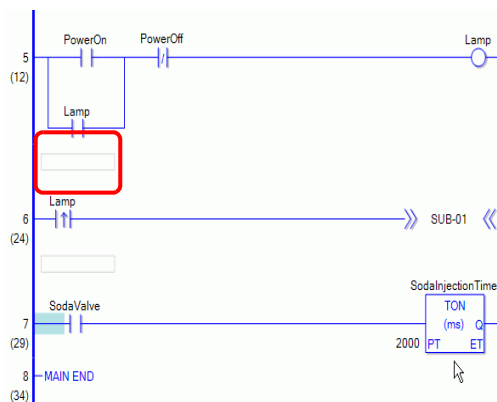 PowerOn PowerOff Lamp
5
(12)
Lamp
Lamp
6 SUB-01
(24)
SodaInjectionTime
SodaValve TON
7 (ms) Q
(29) 2000 PT ET
8 MAIN END
(34)